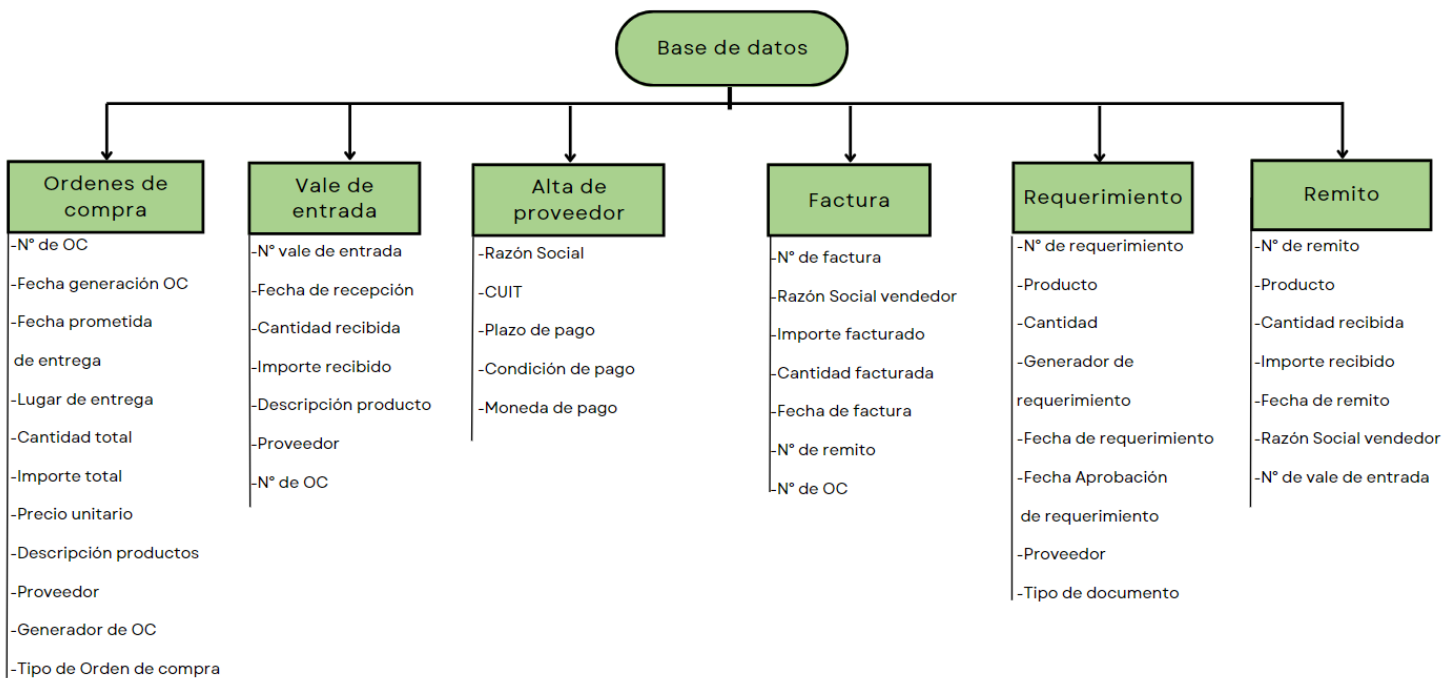 Base de datos
Ordenes de
compra
-N° de OC
-Fecha generación OC
-Fecha prometida
de entrega
-Lugar de entrega
-Cantidad total
-Importe total
-Precio unitario
-Descripción productos
-Proveedor
-Generador de OC
-Tipo de Orden de compra
Vale de
entrada
-N° vale de entrada
-Fecha de recepción
-Cantidad recibida
-Importe recibido
-Descripción producto
-Proveedor
-N° de OC
Alta de
proveedor
-Razón Social
-CUIT
-Plazo de pago
-Condición de pago
-Moneda de pago
Factura
-N° de factura
-Razón Social vendedor
-Importe facturado
-Cantidad facturada
-Fecha de factura
-N° de remito
-N° de OC
Requerimiento
-N° de requerimiento
-Producto
-Cantidad
-Generador de
requerimiento
-Fecha de requerimiento
-Fecha Aprobación
de requerimiento
-Proveedor
-Tipo de documento
Remito
-N° de remito
-Producto
-Cantidad recibida
-Importe recibido
-Fecha de remito
-Razón Social vendedor
-N° de vale de entrada